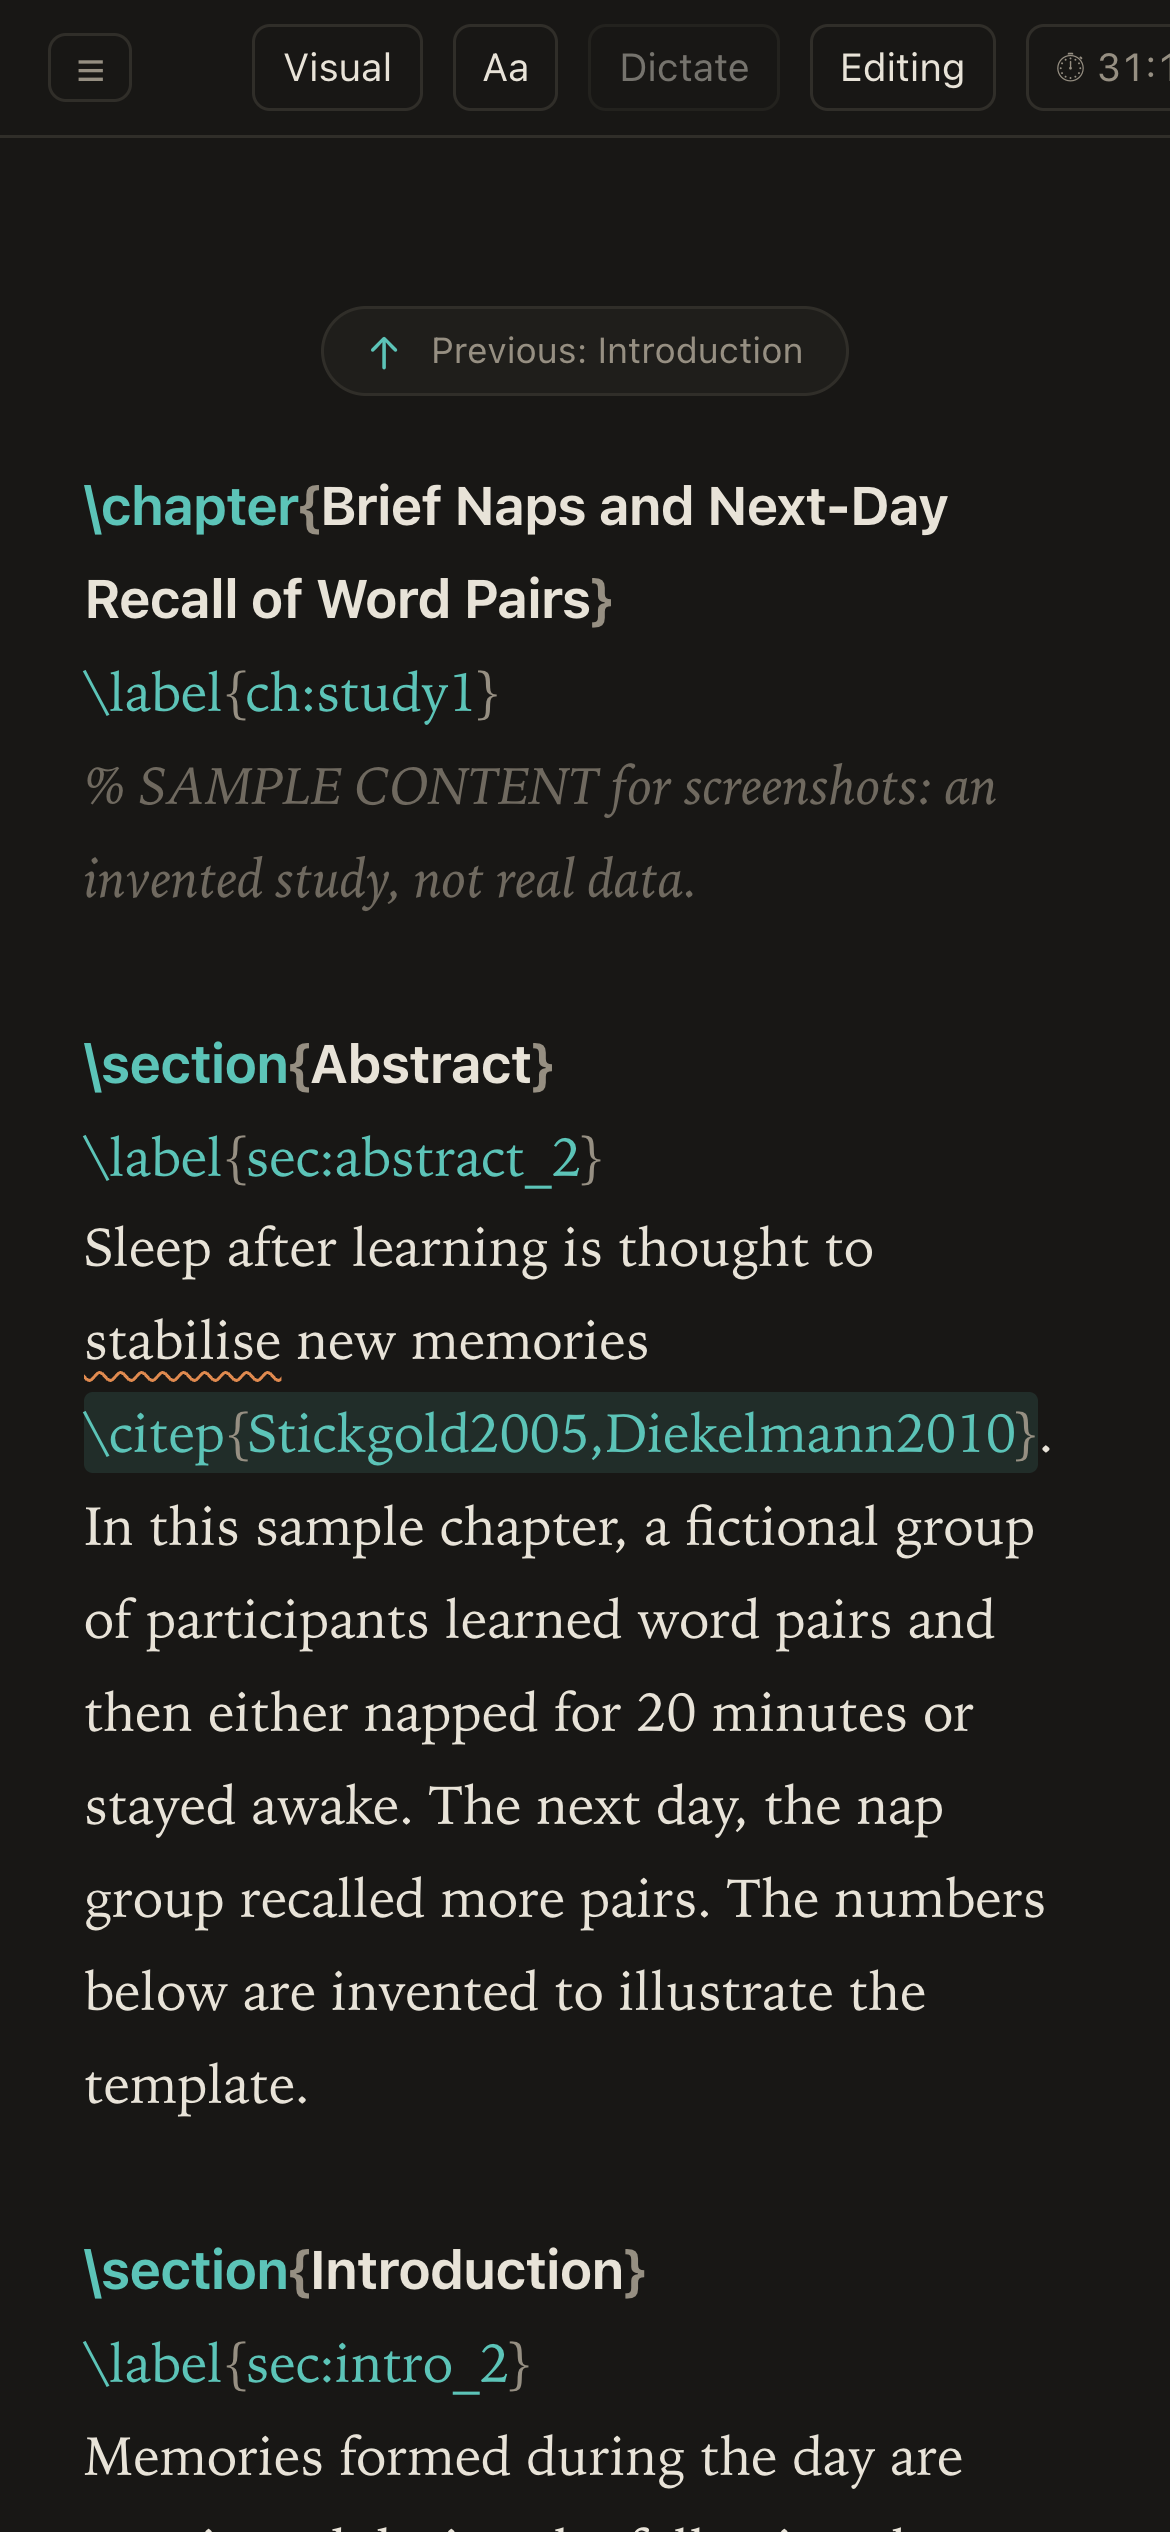 Visual Aa Dictate Editing 31:1
Previous: Introduction
\chapter{Brief Naps and Next-Day
Recall of Word Pairs}
\label{ch:study1}
% SAMPLE CONTENT for screenshots: an
invented study, not real data.
\section{Abstract}
\label{sec:abstract_2}
Sleep after learning is thought to
stabilise new memories
\citep{Stickgold2005,Diekelmann2010}.
In this sample chapter, a fictional group
of participants learned word pairs and
then either napped for 20 minutes or
stayed awake. The next day, the nap
group recalled more pairs. The numbers
below are invented to illustrate the
template.
\section{Introduction}
\label{sec:intro_2}
Memories formed during the day are